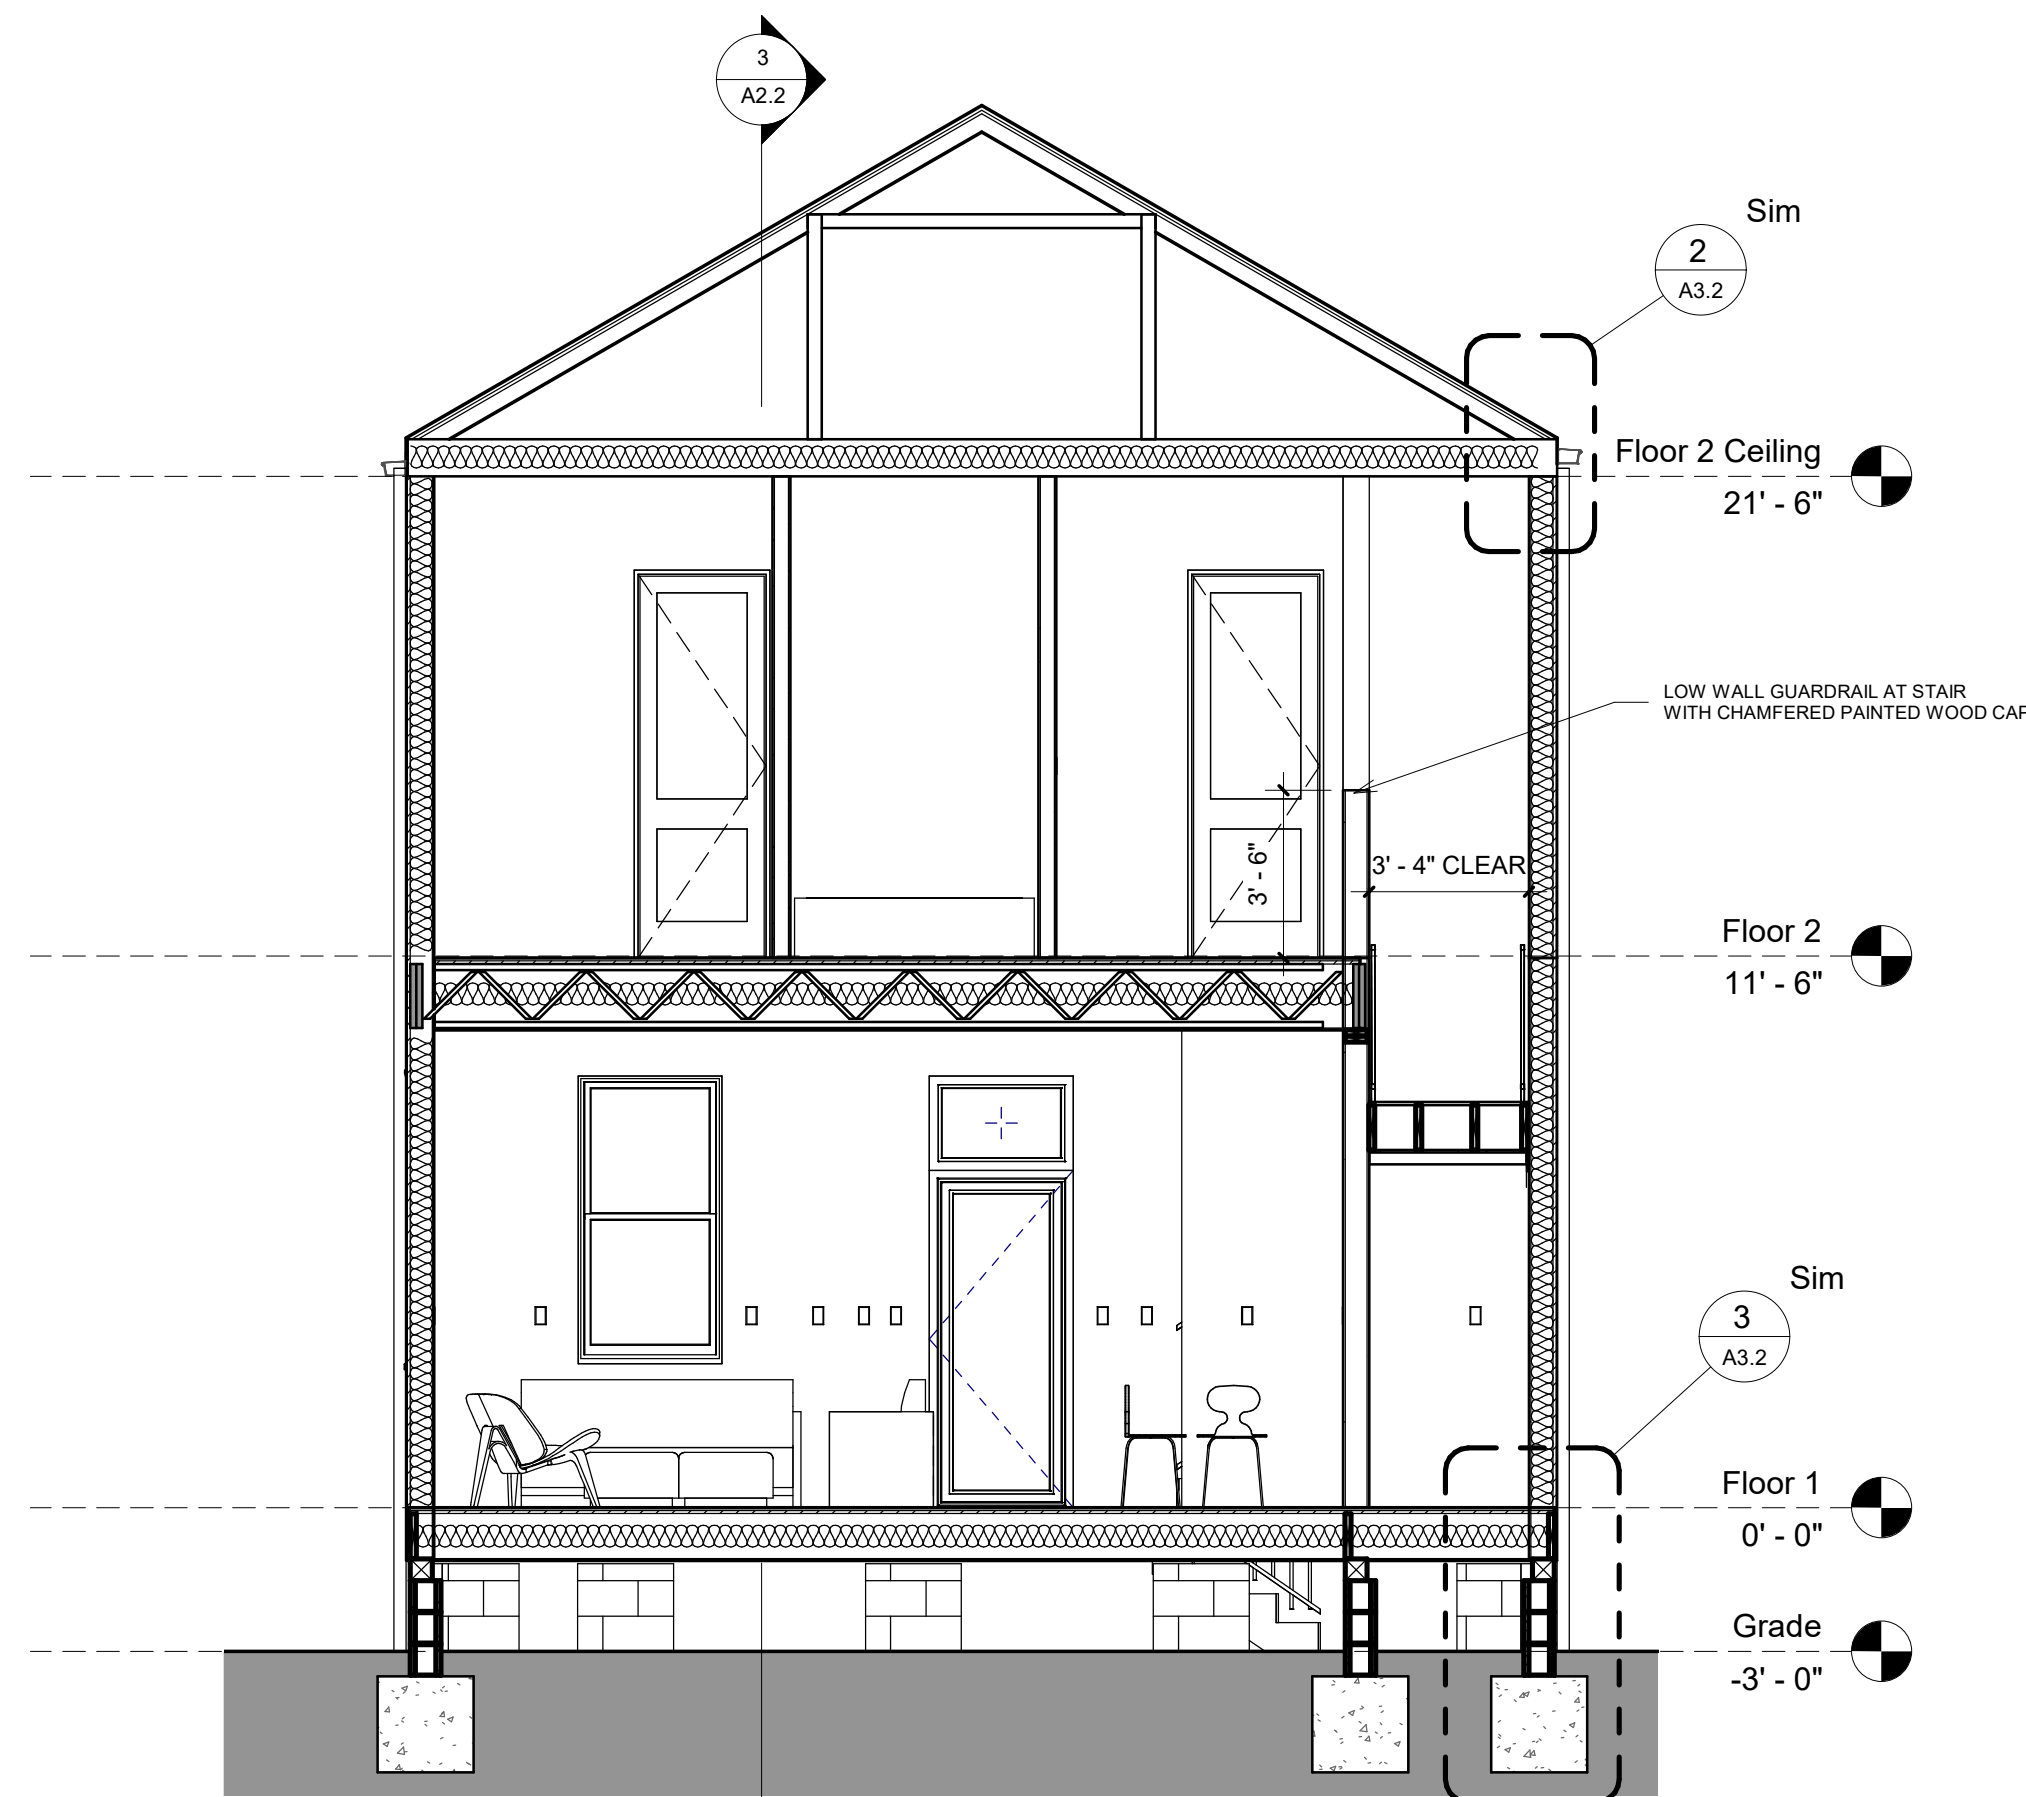 3
A2.2
Sim
2
A3.2
Floor 2 Ceiling
21' - 6"
LOW WALL GUARDRAIL AT STAIR
WITH CHAMFERED PAINTED WOOD CAP
3' - 6"
3' - 4" CLEAR
Floor 2
11' - 6"
Sim
3
A3.2
Floor 1
0' - 0"
Grade
-3' - 0"